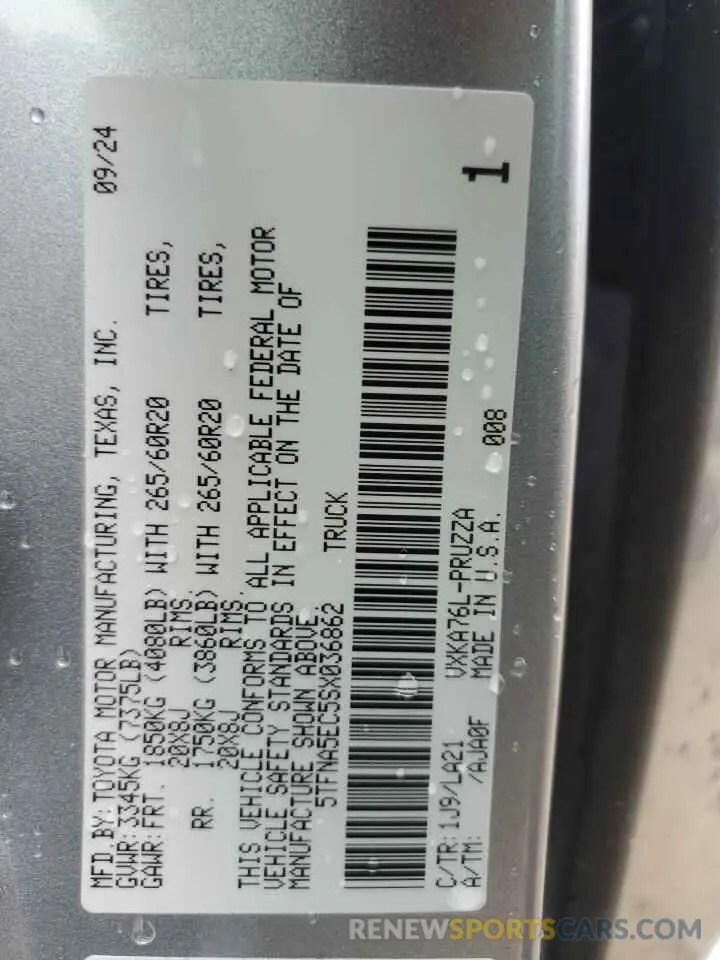 MFD.BY: TOYOTA MOTOR MANUFACTURING, TEXAS, INC. 09/24
GVWR: 3345KG (7375LB)
GAWR: FRT. 1850KG (4080LB) WITH 265/60R20 TIRES,
20X8J RIMS.
RR. 1750KG (3860LB) WITH 265/60R20 TIRES,
20X8J RIMS.
THIS VEHICLE CONFORMS TO ALL APPLICABLE FEDERAL MOTOR
VEHICLE SAFETY STANDARDS IN EFFECT ON THE DATE OF
MANUFACTURE SHOWN ABOVE.
5TFNA5EC5SX036862 TRUCK
C/TR: 1J9/LA21 VXKA76L-PRUZZA 008 1
A/TM: /AJA0F MADE IN U.S.A.
RENEWSPORTSCARS.COM